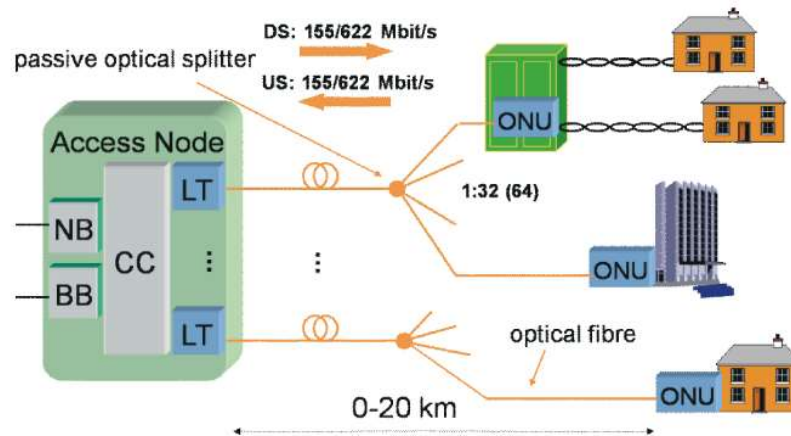 DS: 155/622 Mbit/s
passive optical splitter
US: 155/622 Mbit/s
ONU
Access Node
LT
1:32 (64)
NB
CC
...
...
ONU
BB
LT
optical fibre
ONU
0-20 km